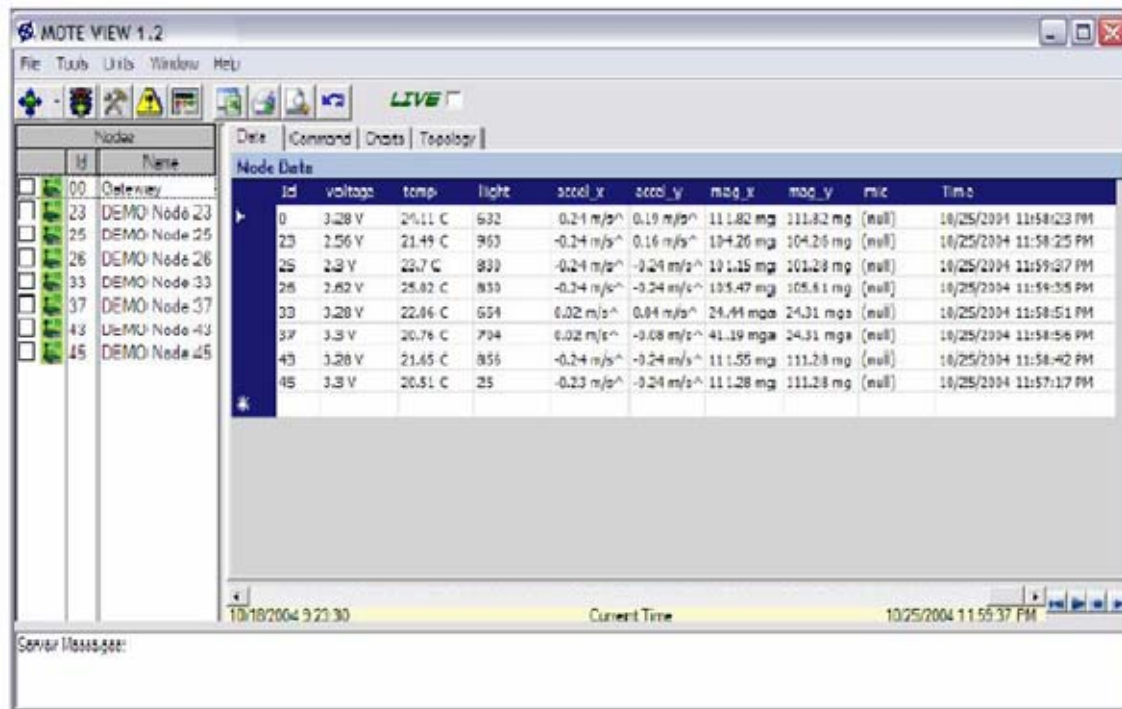 MOTE VIEW 1.2
File Tools Units Window Help
LIVE
Nodes
Id Name
00 Gateway
23 DEMO Node 23
25 DEMO Node 25
26 DEMO Node 26
33 DEMO Node 33
37 DEMO Node 37
43 DEMO Node 43
45 DEMO Node 45
Data Command Charts Topology
Node Data
Id voltage temp light accel_x accel_y mag_x mag_y mic Time
0 3.28 V 24.11 C 632 0.24 m/s^ 0.19 m/s^ 111.82 mg 111.82 mg (null) 10/25/2004 11:58:23 PM
23 2.56 V 21.49 C 963 -0.24 m/s^ 0.16 m/s^ 104.26 mg 104.26 mg (null) 10/25/2004 11:58:25 PM
25 2.3 V 23.7 C 830 -0.24 m/s^ -0.24 m/s^ 101.15 mg 101.28 mg (null) 10/25/2004 11:59:37 PM
26 2.62 V 25.02 C 830 -0.24 m/s^ -0.24 m/s^ 105.47 mg 105.61 mg (null) 10/25/2004 11:59:35 PM
33 3.28 V 22.06 C 664 0.02 m/s^ 0.04 m/s^ 24.44 mga 24.31 mga (null) 10/25/2004 11:58:51 PM
37 3.3 V 20.76 C 704 0.02 m/s^ -0.08 m/s^ 41.19 mga 24.31 mga (null) 10/25/2004 11:58:56 PM
43 3.28 V 21.65 C 856 -0.24 m/s^ -0.24 m/s^ 111.55 mg 111.28 mg (null) 10/25/2004 11:58:42 PM
45 3.3 V 20.51 C 25 -0.23 m/s^ -0.24 m/s^ 111.28 mg 111.28 mg (null) 10/25/2004 11:57:17 PM
10/18/2004 9:23:30 Current Time 10/25/2004 11:59:37 PM
Server Messages: